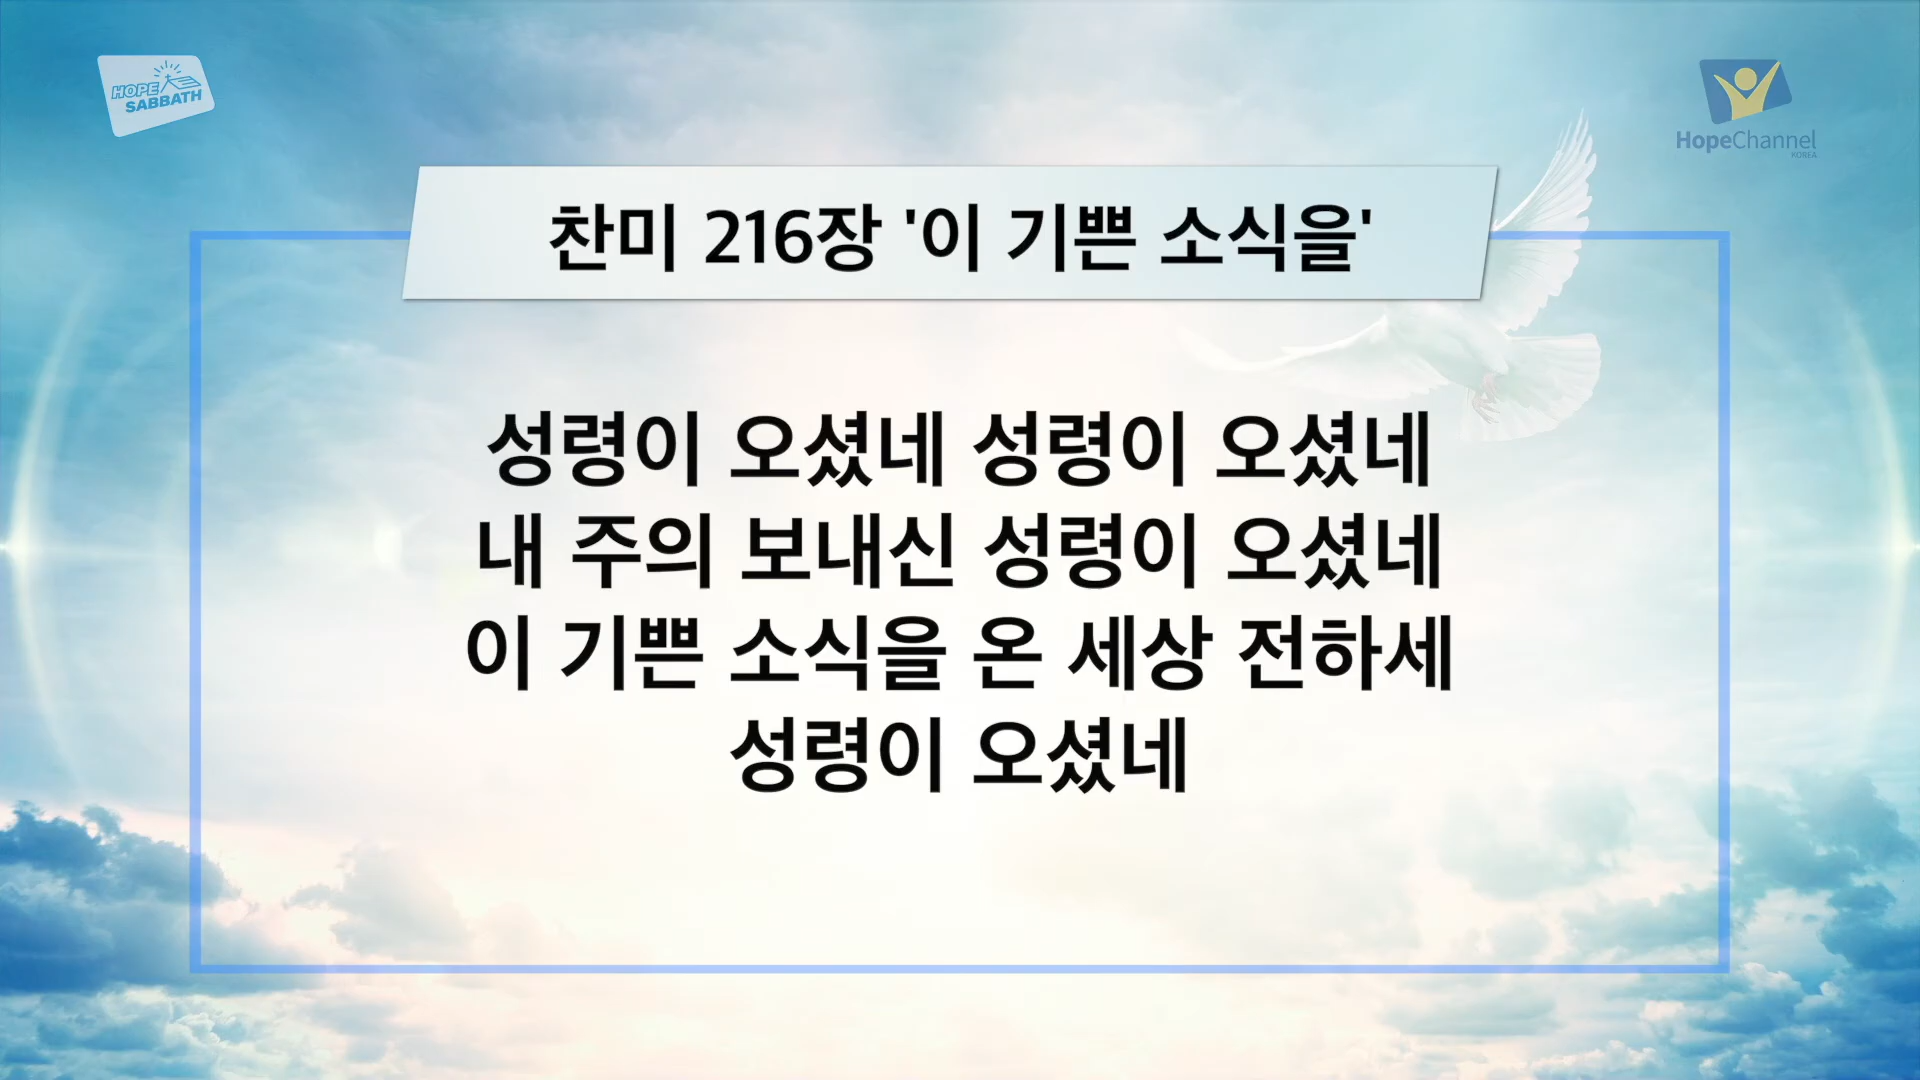 HOPE
SABBATH
HopeChannel
KOREA
찬미 216장 '이 기쁜 소식을'
성령이 오셨네 성령이 오셨네
내 주의 보내신 성령이 오셨네
이 기쁜 소식을 온 세상 전하세
성령이 오셨네